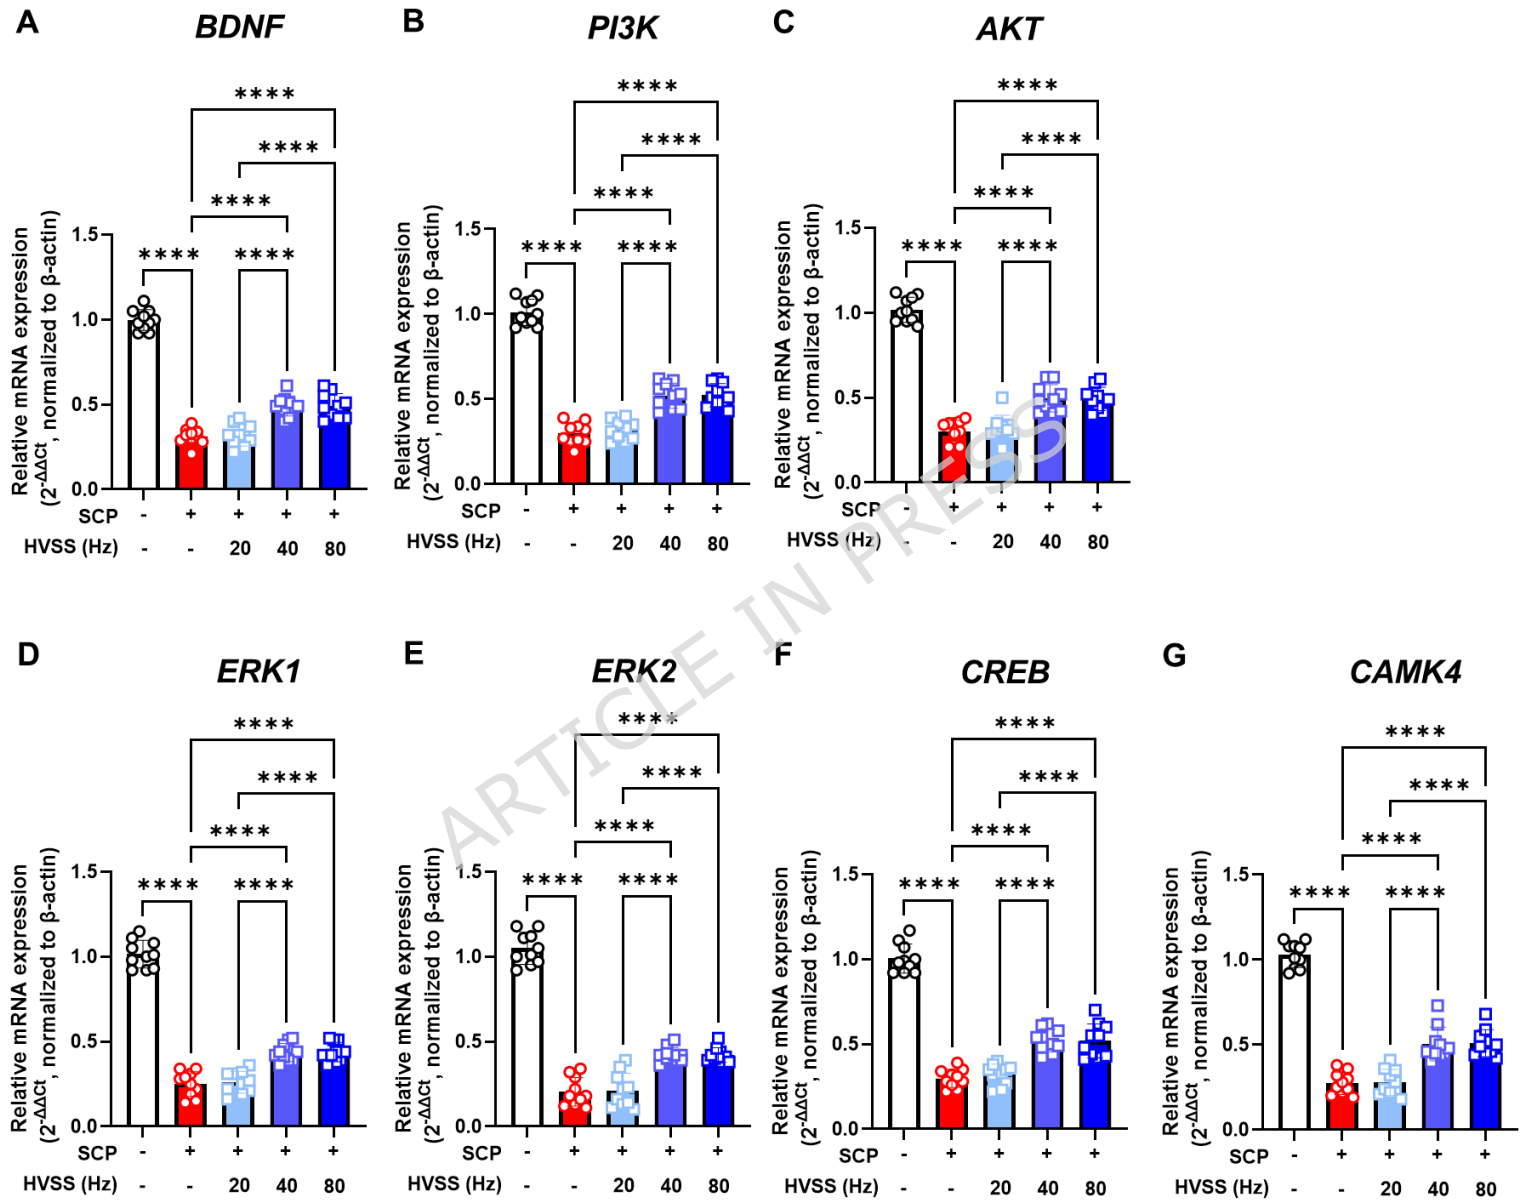 A
BDNF
****
****
****
****
****
Relative mRNA expression
(2-ΔΔCt, normalized to β-actin)
1.5
1.0
0.5
0.0
SCP - + + + +
HVSS (Hz) - - 20 40 80
B
PI3K
****
****
****
****
****
Relative mRNA expression
(2-ΔΔCt, normalized to β-actin)
1.5
1.0
0.5
0.0
SCP - + + + +
HVSS (Hz) - - 20 40 80
C
AKT
****
****
****
****
****
Relative mRNA expression
(2-ΔΔCt, normalized to β-actin)
1.5
1.0
0.5
0.0
SCP - + + + +
HVSS (Hz) - - 20 40 80
ARTICLE IN PRESS
D
ERK1
****
****
****
****
****
Relative mRNA expression
(2-ΔΔCt, normalized to β-actin)
1.5
1.0
0.5
0.0
SCP - + + + +
HVSS (Hz) - - 20 40 80
E
ERK2
****
****
****
****
****
Relative mRNA expression
(2-ΔΔCt, normalized to β-actin)
1.5
1.0
0.5
0.0
SCP - + + + +
HVSS (Hz) - - 20 40 80
F
CREB
****
****
****
****
****
Relative mRNA expression
(2-ΔΔCt, normalized to β-actin)
1.5
1.0
0.5
0.0
SCP - + + + +
HVSS (Hz) - - 20 40 80
G
CAMK4
****
****
****
****
****
Relative mRNA expression
(2-ΔΔCt, normalized to β-actin)
1.5
1.0
0.5
0.0
SCP - + + + +
HVSS (Hz) - - 20 40 80